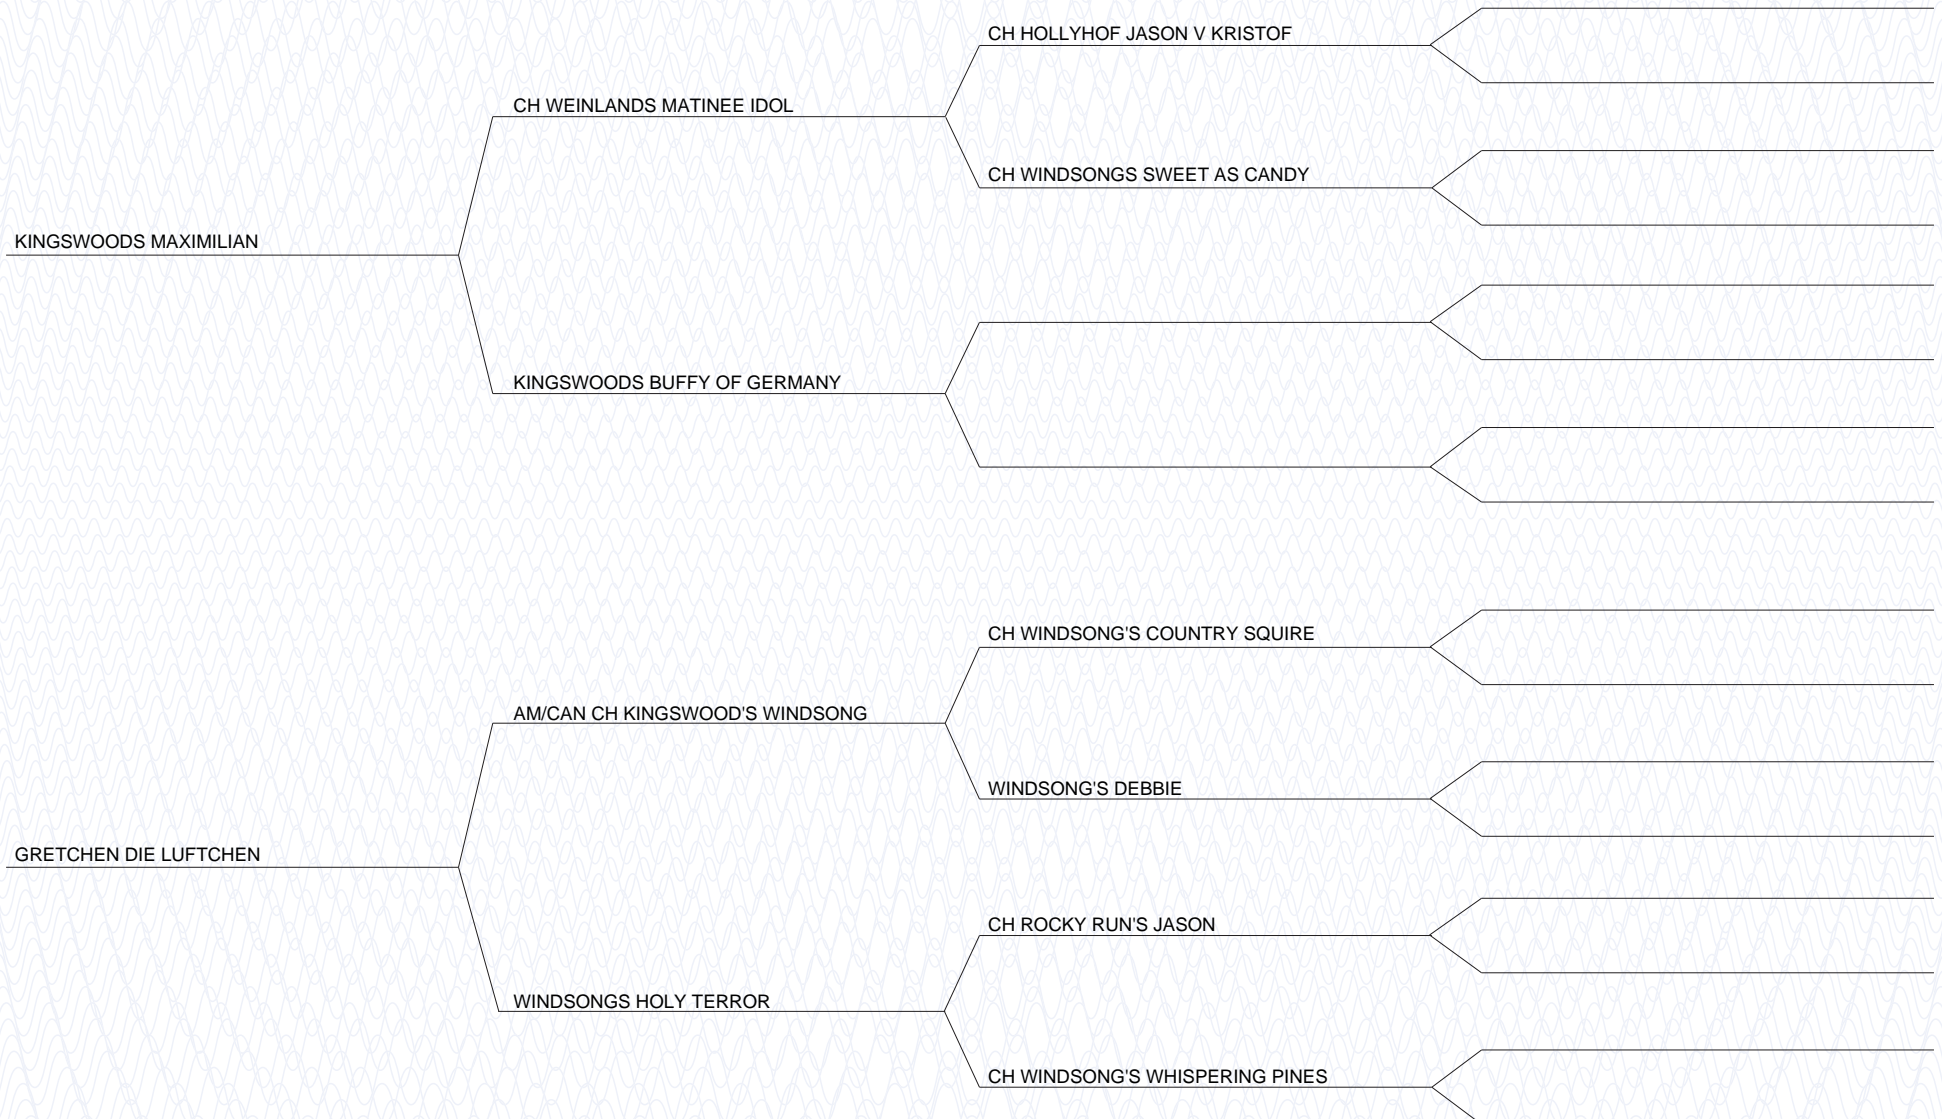 CH HOLLYHOF JASON V KRISTOF
CH WEINLANDS MATINEE IDOL
CH WINDSONGS SWEET AS CANDY
KINGSWOODS MAXIMILIAN
KINGSWOODS BUFFY OF GERMANY
CH WINDSONG'S COUNTRY SQUIRE
AM/CAN CH KINGSWOOD'S WINDSONG
WINDSONG'S DEBBIE
GRETCHEN DIE LUFTCHEN
CH ROCKY RUN'S JASON
WINDSONGS HOLY TERROR
CH WINDSONG'S WHISPERING PINES